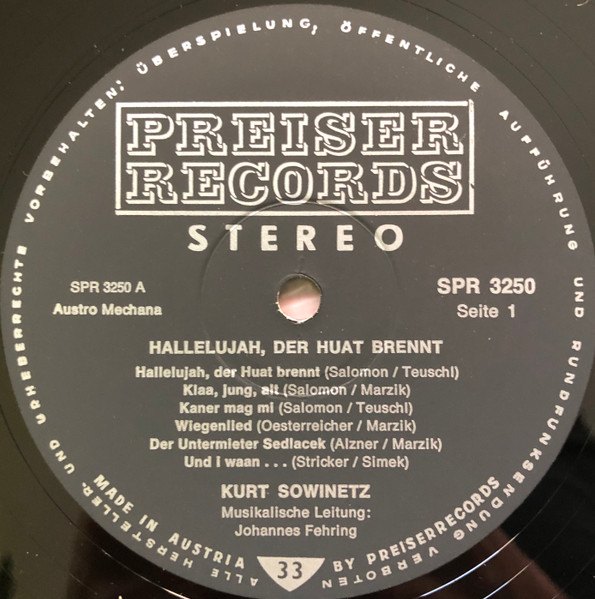 ALLE HERSTELLER- UND URHEBERRECHTE VORBEHALTEN; ÜBERSPIELUNG; ÖFFENTLICHE AUFFÜHRUNG UND RUNDFUNKSENDUNG VERBOTEN
PREISER
RECORDS
STEREO
SPR 3250 A
Austro Mechana
SPR 3250
Seite 1
HALLELUJAH, DER HUAT BRENNT
Hallelujah, der Huat brennt (Salomon / Teuschl)
Klaa, jung, alt (Salomon / Marzik)
Kaner mag mi (Salomon / Teuschl)
Wiegenlied (Oesterreicher / Marzik)
Der Untermieter Sedlacek (Alzner / Marzik)
Und i waan . . . (Stricker / Simek)
KURT SOWINETZ
Musikalische Leitung:
Johannes Fehring
MADE IN AUSTRIA
33
BY PREISERRECORDS